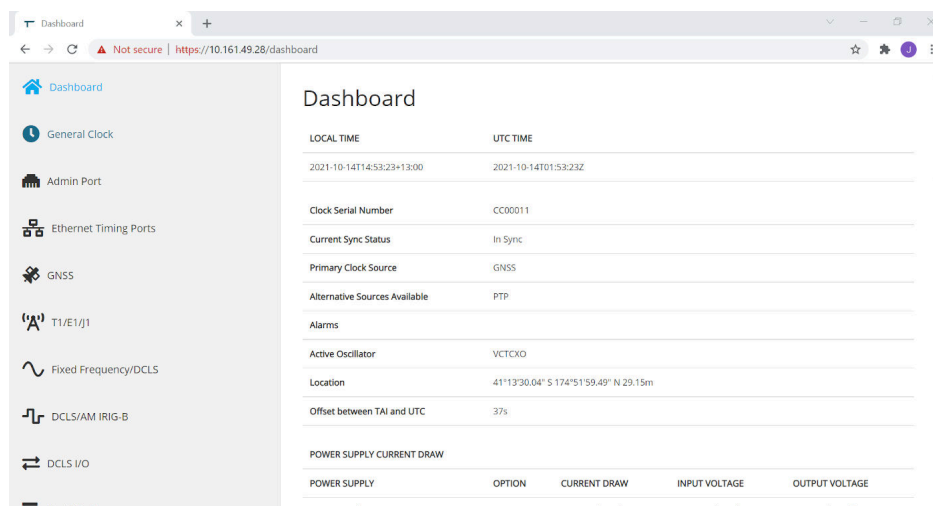 Dashboard
Not secure | https://10.161.49.28/dashboard
J
Dashboard
General Clock
Admin Port
Ethernet Timing Ports
GNSS
T1/E1/J1
Fixed Frequency/DCLS
DCLS/AM IRIG-B
DCLS I/O
Dashboard
LOCAL TIME UTC TIME
2021-10-14T14:53:23+13:00 2021-10-14T01:53:23Z
Clock Serial Number CC00011
Current Sync Status In Sync
Primary Clock Source GNSS
Alternative Sources Available PTP
Alarms
Active Oscillator VCTCXO
Location 41°13'30.04" S 174°51'59.49" N 29.15m
Offset between TAI and UTC 37s
POWER SUPPLY CURRENT DRAW
POWER SUPPLY OPTION CURRENT DRAW INPUT VOLTAGE OUTPUT VOLTAGE